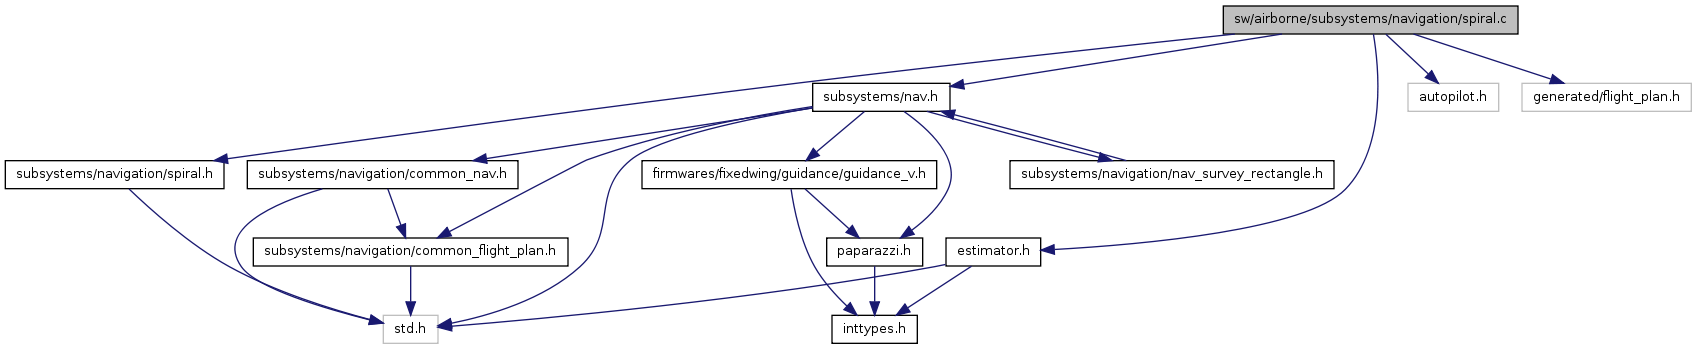 sw/airborne/subsystems/navigation/spiral.c
subsystems/nav.h
autopilot.h
generated/flight_plan.h
subsystems/navigation/spiral.h
subsystems/navigation/common_nav.h
firmwares/fixedwing/guidance/guidance_v.h
subsystems/navigation/nav_survey_rectangle.h
subsystems/navigation/common_flight_plan.h
paparazzi.h
estimator.h
std.h
inttypes.h